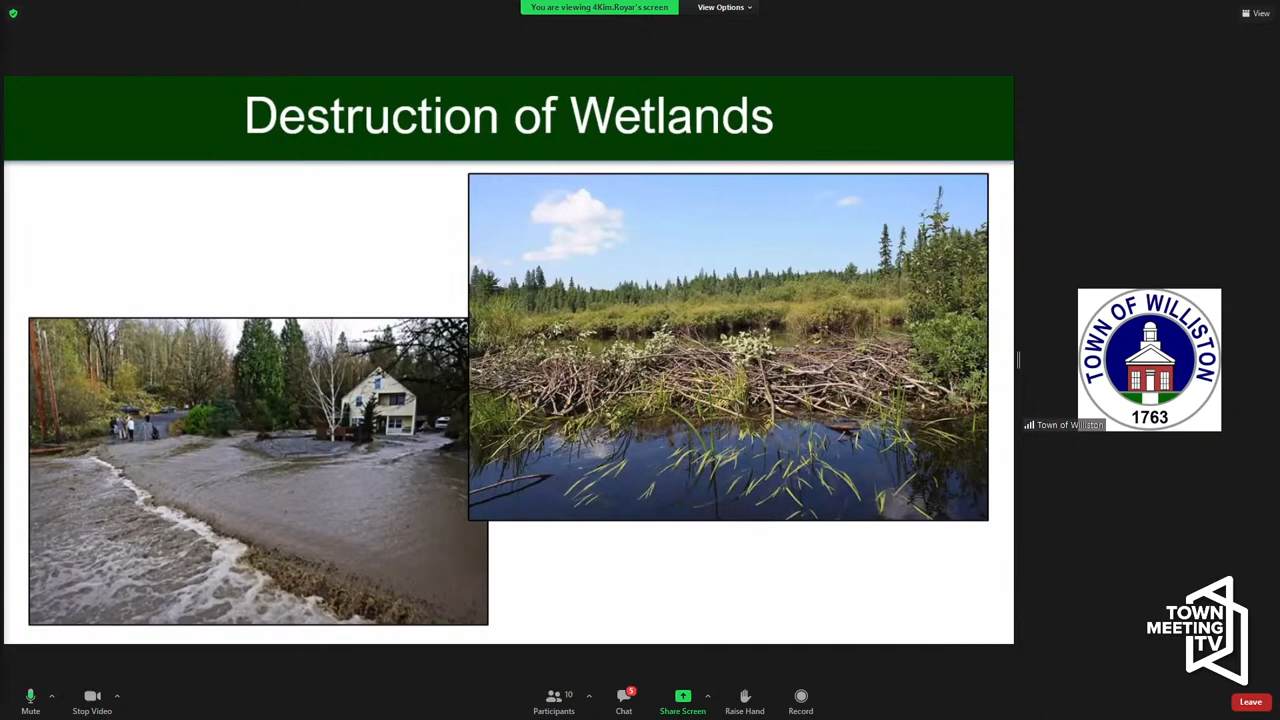 You are viewing 4Kim.Royar's screen
View Options
View
Destruction of Wetlands
TOWN OF WILLISTON
1763
Town of Williston
TOWN
MEETING
TV
Mute
Stop Video
10
Participants
5
Chat
Share Screen
Raise Hand
Record
Leave